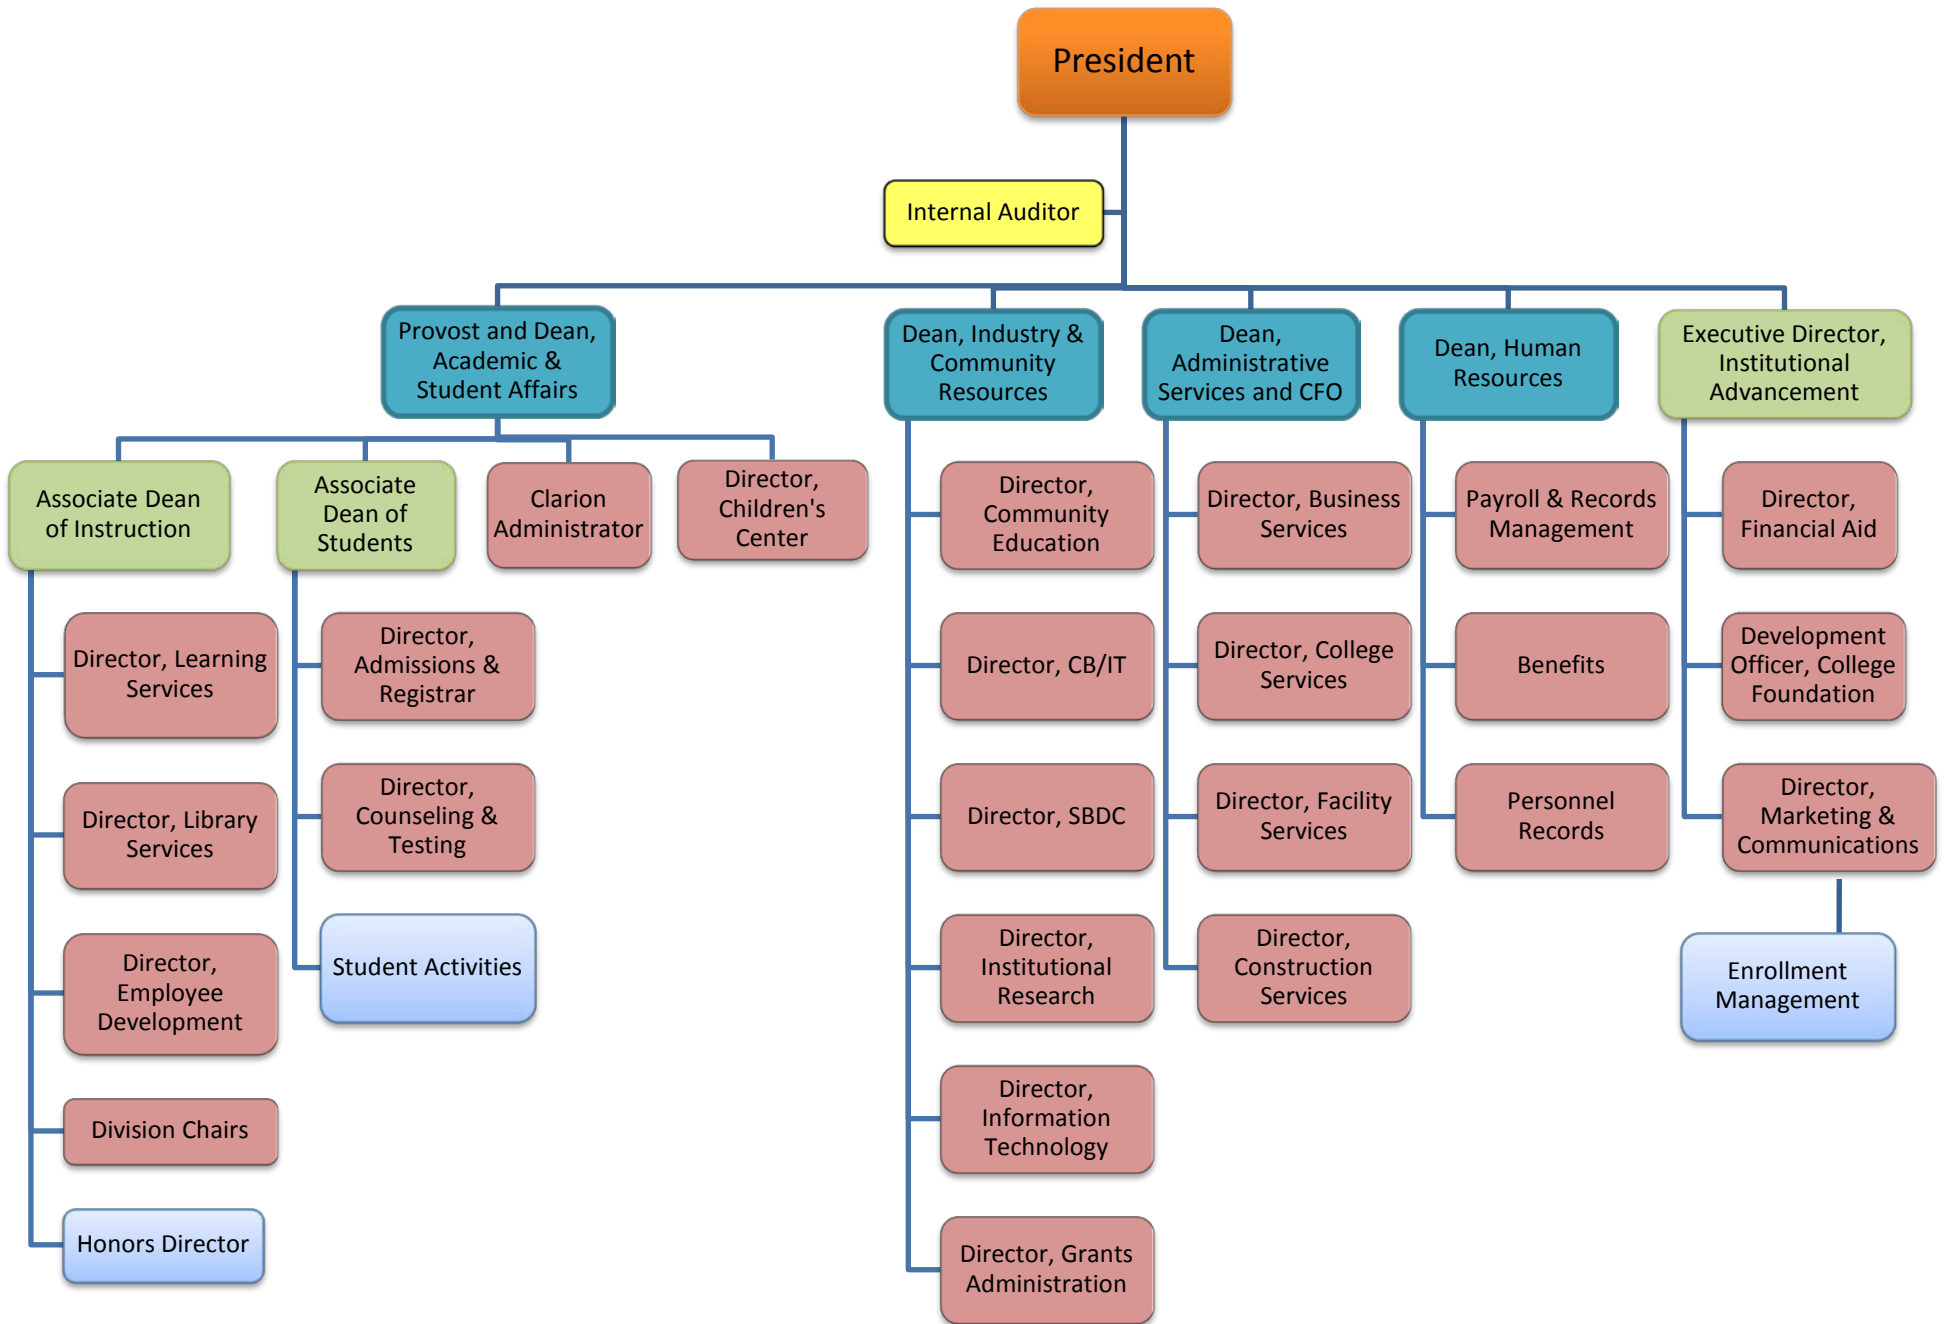 President
Internal Auditor
Provost and Dean,
Academic &
Student Affairs
Dean, Industry &
Community
Resources
Dean,
Administrative
Services and CFO
Dean, Human
Resources
Executive Director,
Institutional
Advancement
Associate Dean
of Instruction
Associate
Dean of
Students
Clarion
Administrator
Director,
Children's
Center
Director, Learning
Services
Director, Library
Services
Director,
Employee
Development
Division Chairs
Honors Director
Director,
Admissions &
Registrar
Director,
Counseling &
Testing
Student Activities
Director,
Community
Education
Director, CB/IT
Director, SBDC
Director,
Institutional
Research
Director,
Information
Technology
Director, Grants
Administration
Director, Business
Services
Director, College
Services
Director, Facility
Services
Director,
Construction
Services
Payroll & Records
Management
Benefits
Personnel
Records
Director,
Financial Aid
Development
Officer, College
Foundation
Director,
Marketing &
Communications
Enrollment
Management